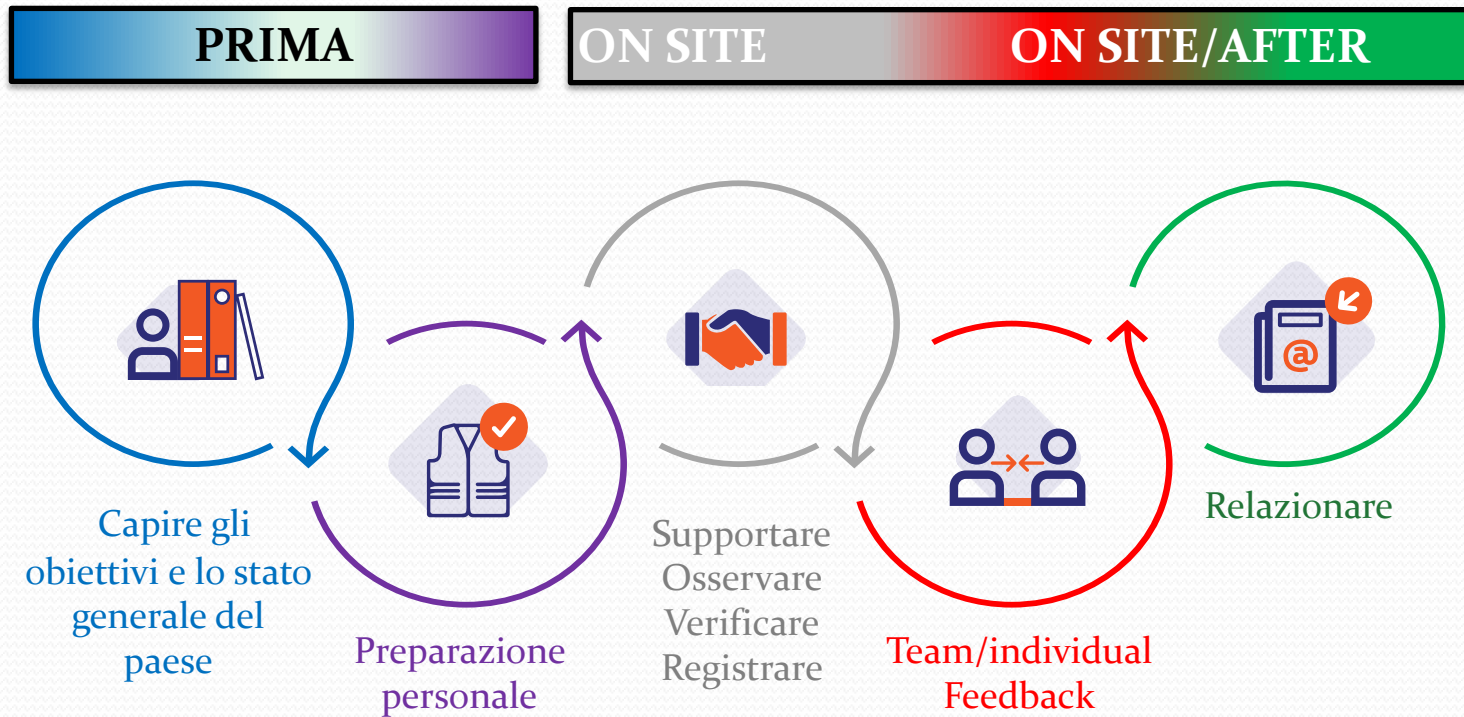 PRIMA
ON SITE
ON SITE/AFTER
@
Capire gli
obiettivi e lo stato
generale del
paese
Preparazione
personale
Supportare
Osservare
Verificare
Registrare
Team/individual
Feedback
Relazionare